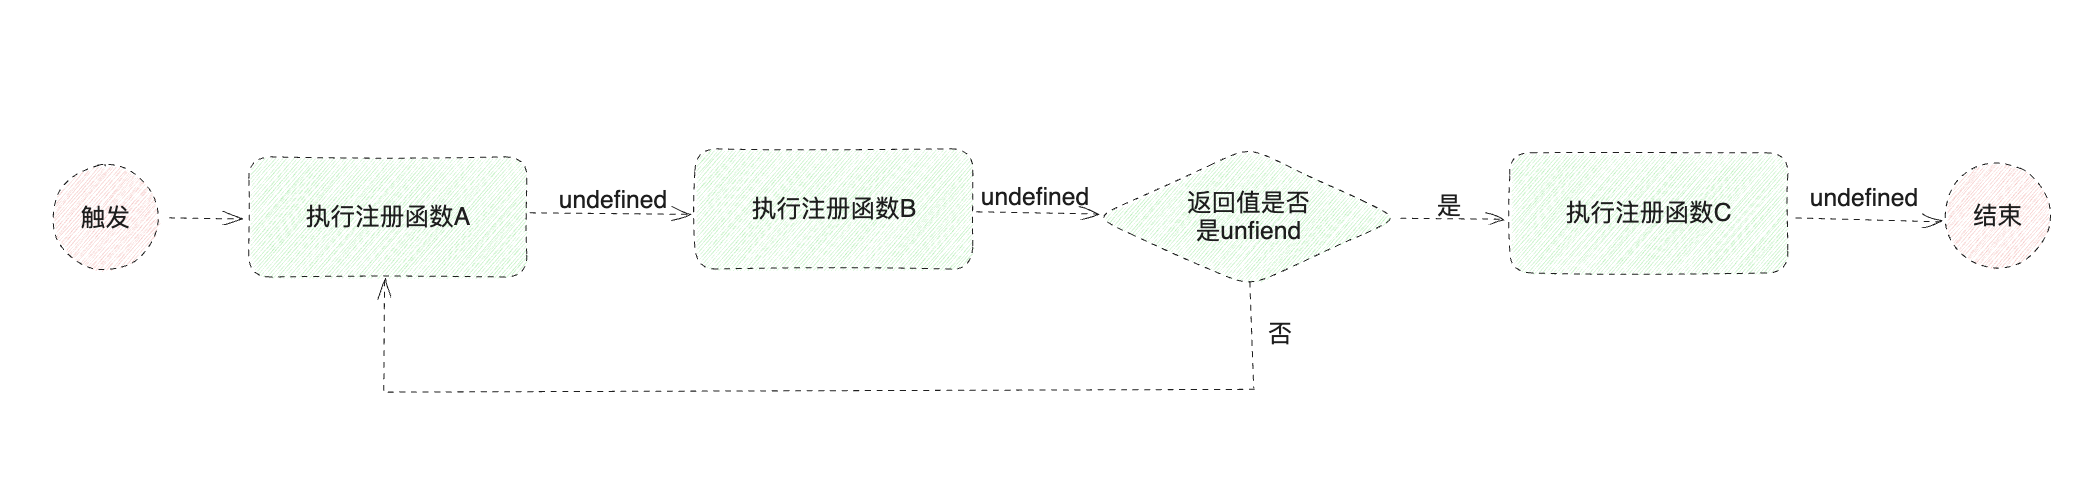 触发
执行注册函数A
undefined
执行注册函数B
undefined
返回值是否
是unfiend
是
执行注册函数C
undefined
结束
否